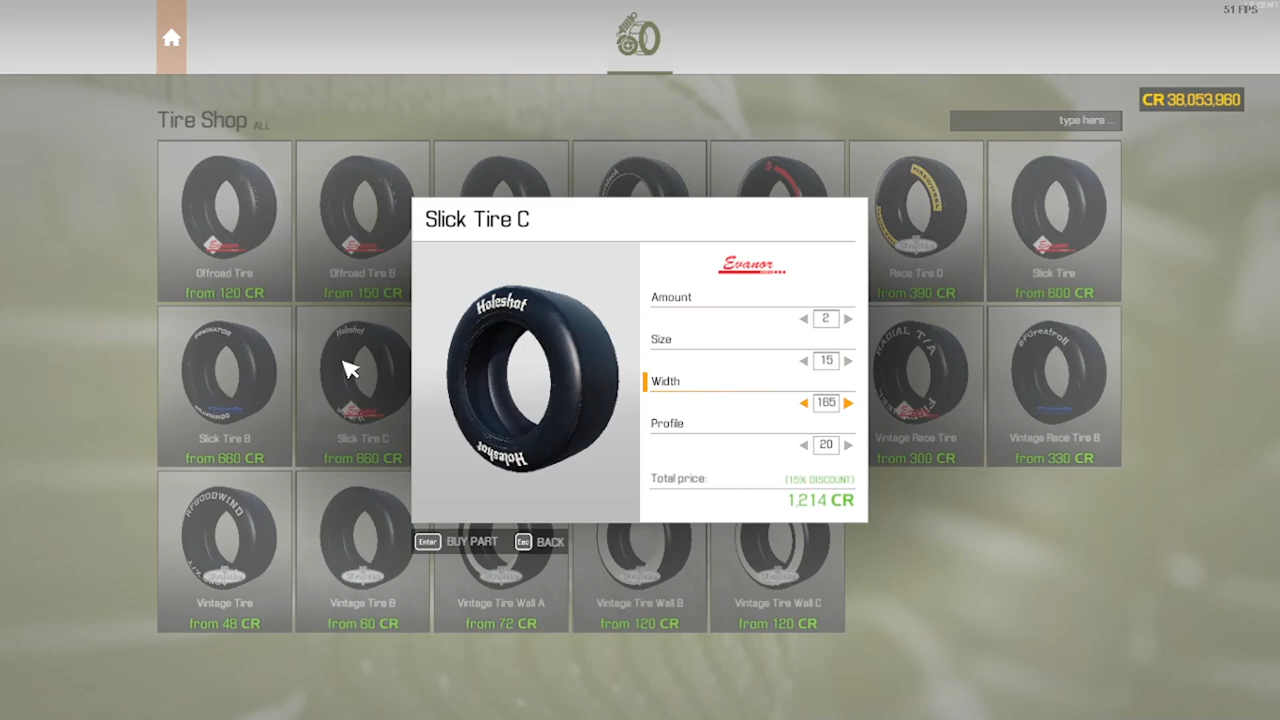 51 FPS
CR 38,053,960
Tire Shop ALL
type here ...
Offroad Tire
from 120 CR
Offroad Tire B
from 150 CR
Race Tire D
from 390 CR
Slick Tire
from 600 CR
Slick Tire C
Evanor
Holeshot
Holeshot
Amount
2
Size
15
Width
165
Profile
20
Total price:
(15% DISCOUNT)
1,214 CR
Enter BUY PART Esc BACK
DOMINATOR
Slick Tire B
from 660 CR
Holeshot
Slick Tire C
from 660 CR
RADIAL T/A
Vintage Race Tire
from 300 CR
Vintage Race Tire B
from 330 CR
Vintage Tire
from 48 CR
Vintage Tire B
from 60 CR
Vintage Tire Wall A
from 72 CR
Vintage Tire Wall B
from 120 CR
Vintage Tire Wall C
from 120 CR